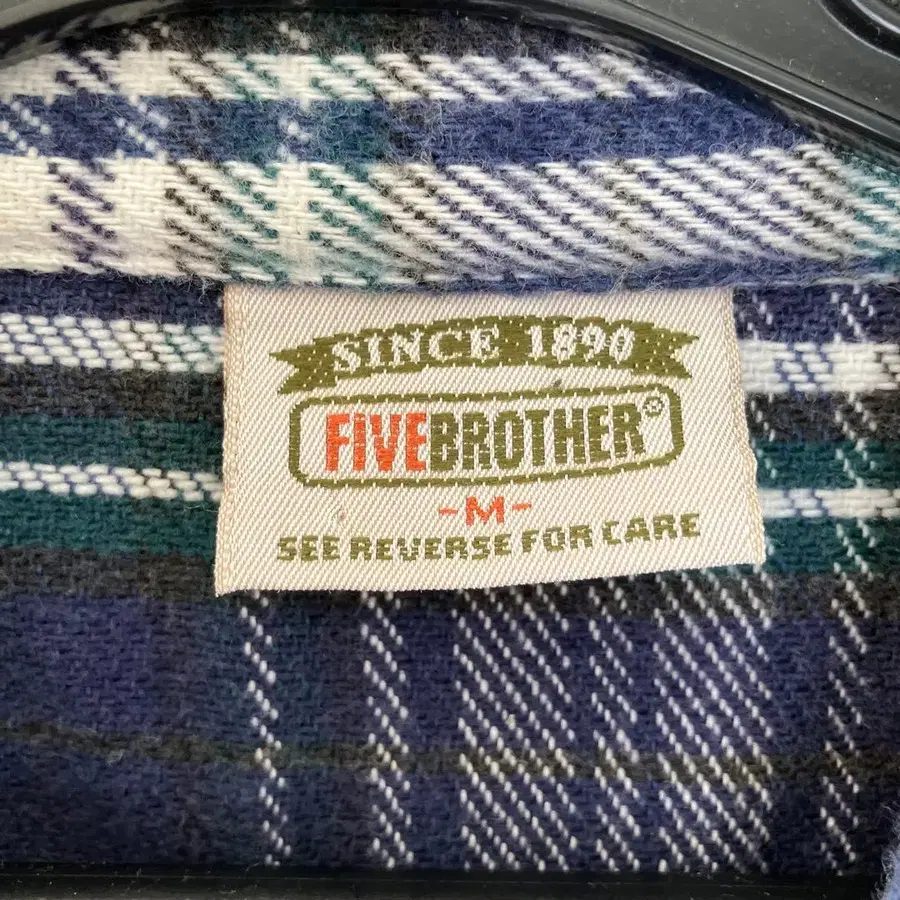 SINCE 1890
FiVEBROTHER®
-M-
SEE REVERSE FOR CARE